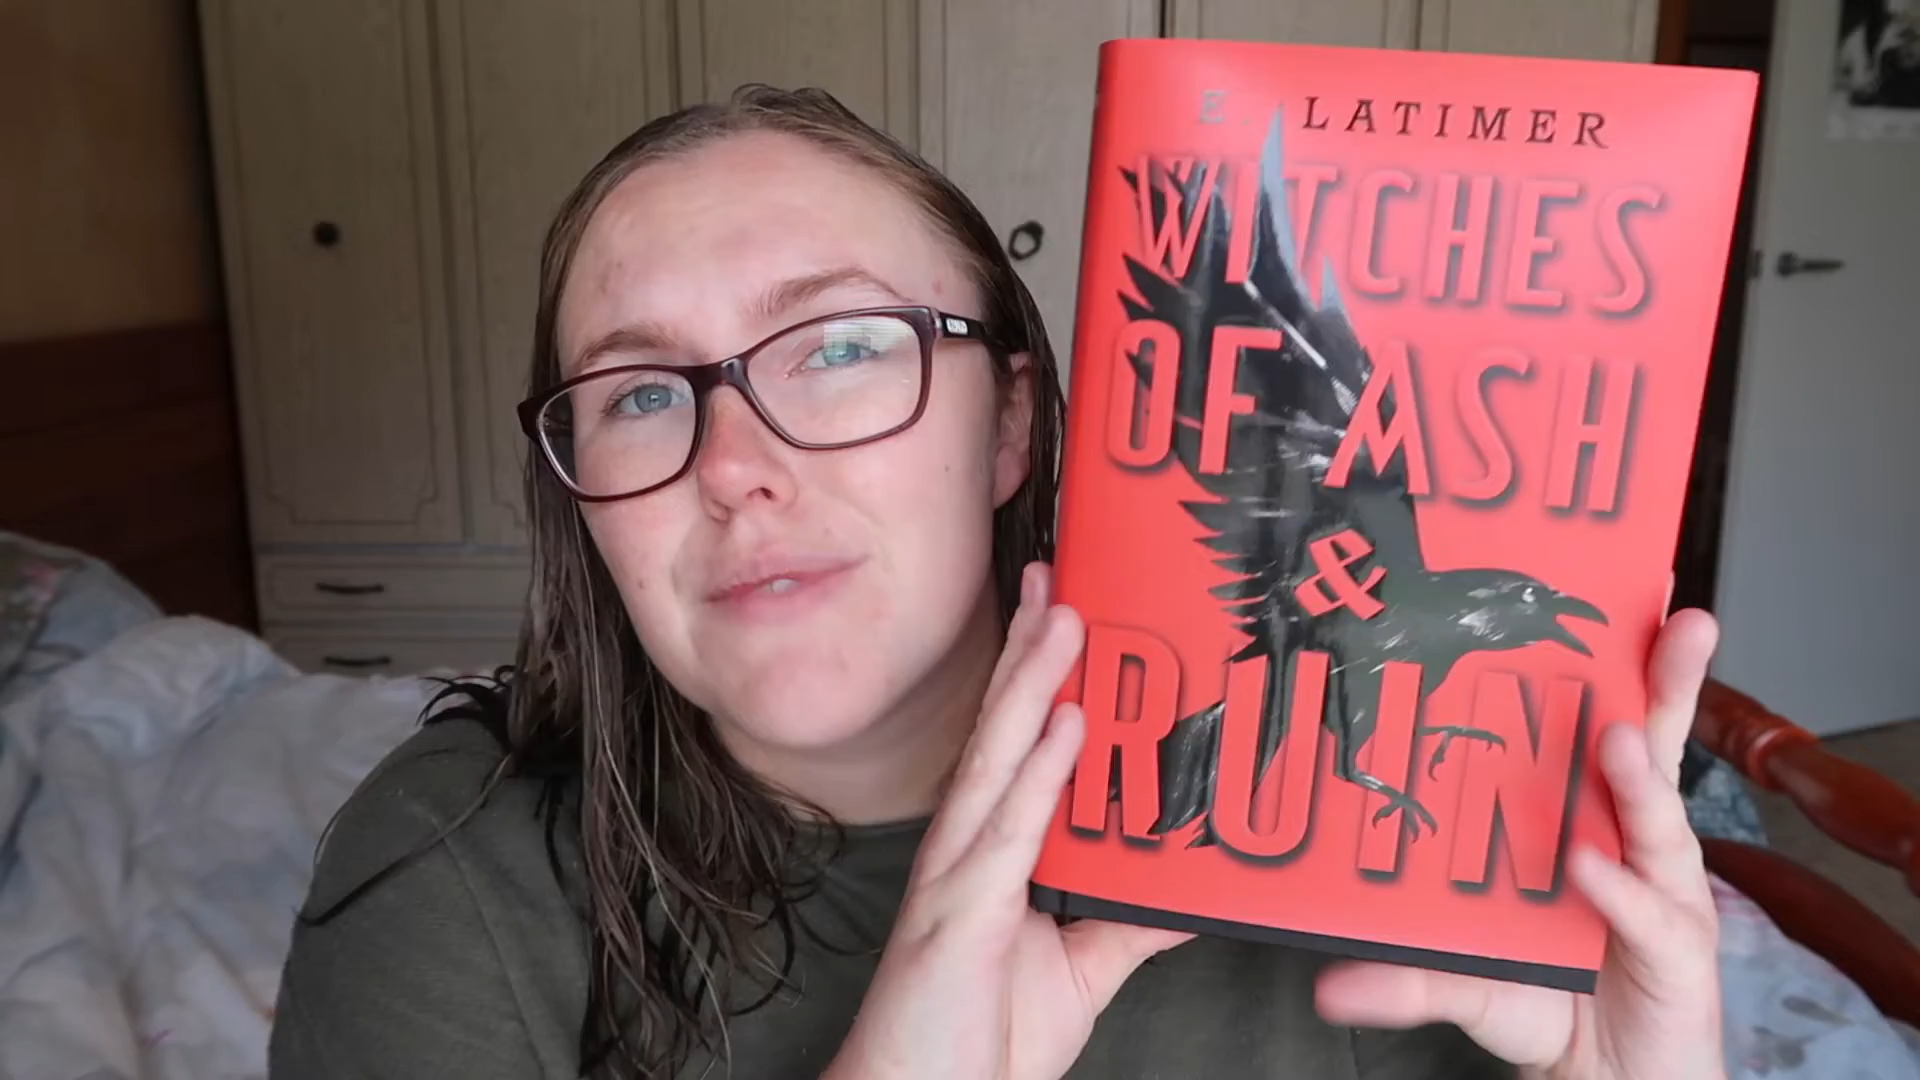 E. LATIMER
WITCHES
OF ASH
&
RUIN